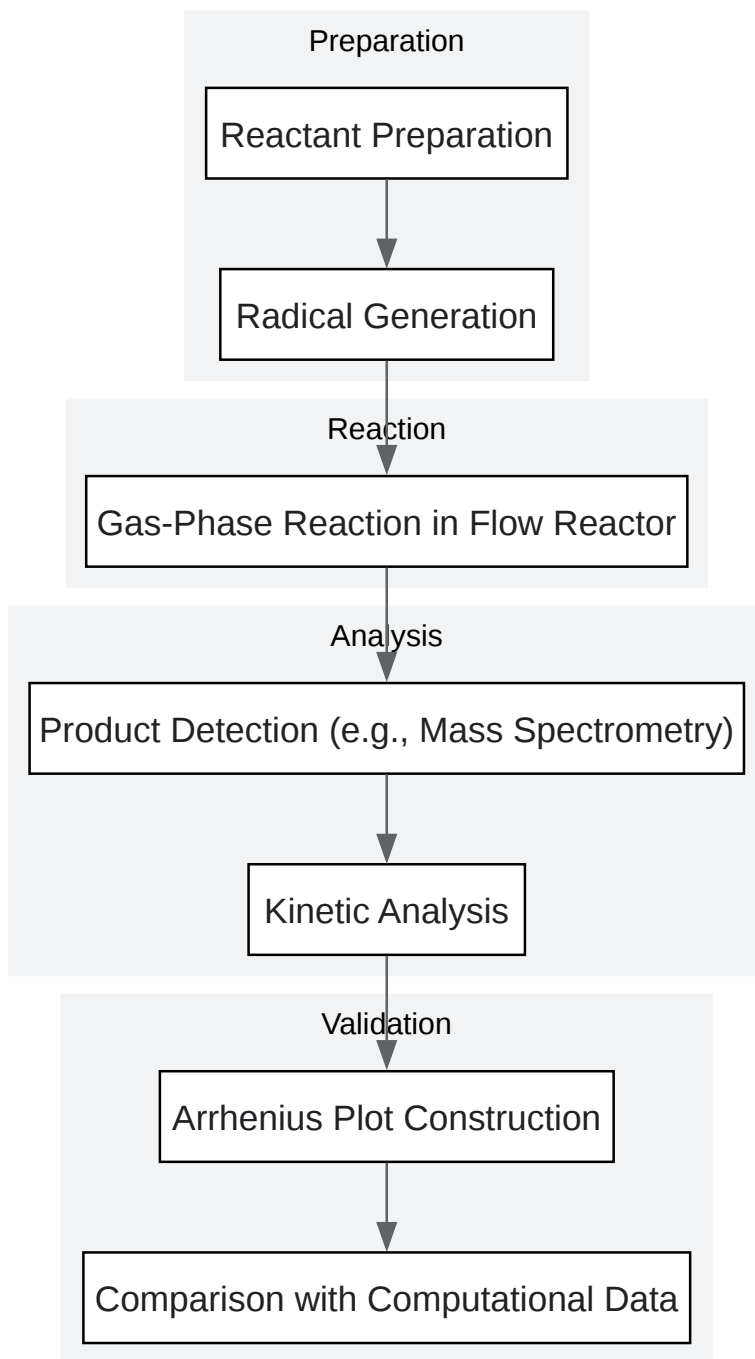 Preparation
Reactant Preparation
Radical Generation
Reaction
Gas-Phase Reaction in Flow Reactor
Analysis
Product Detection (e.g., Mass Spectrometry)
Kinetic Analysis
Validation
Arrhenius Plot Construction
Comparison with Computational Data